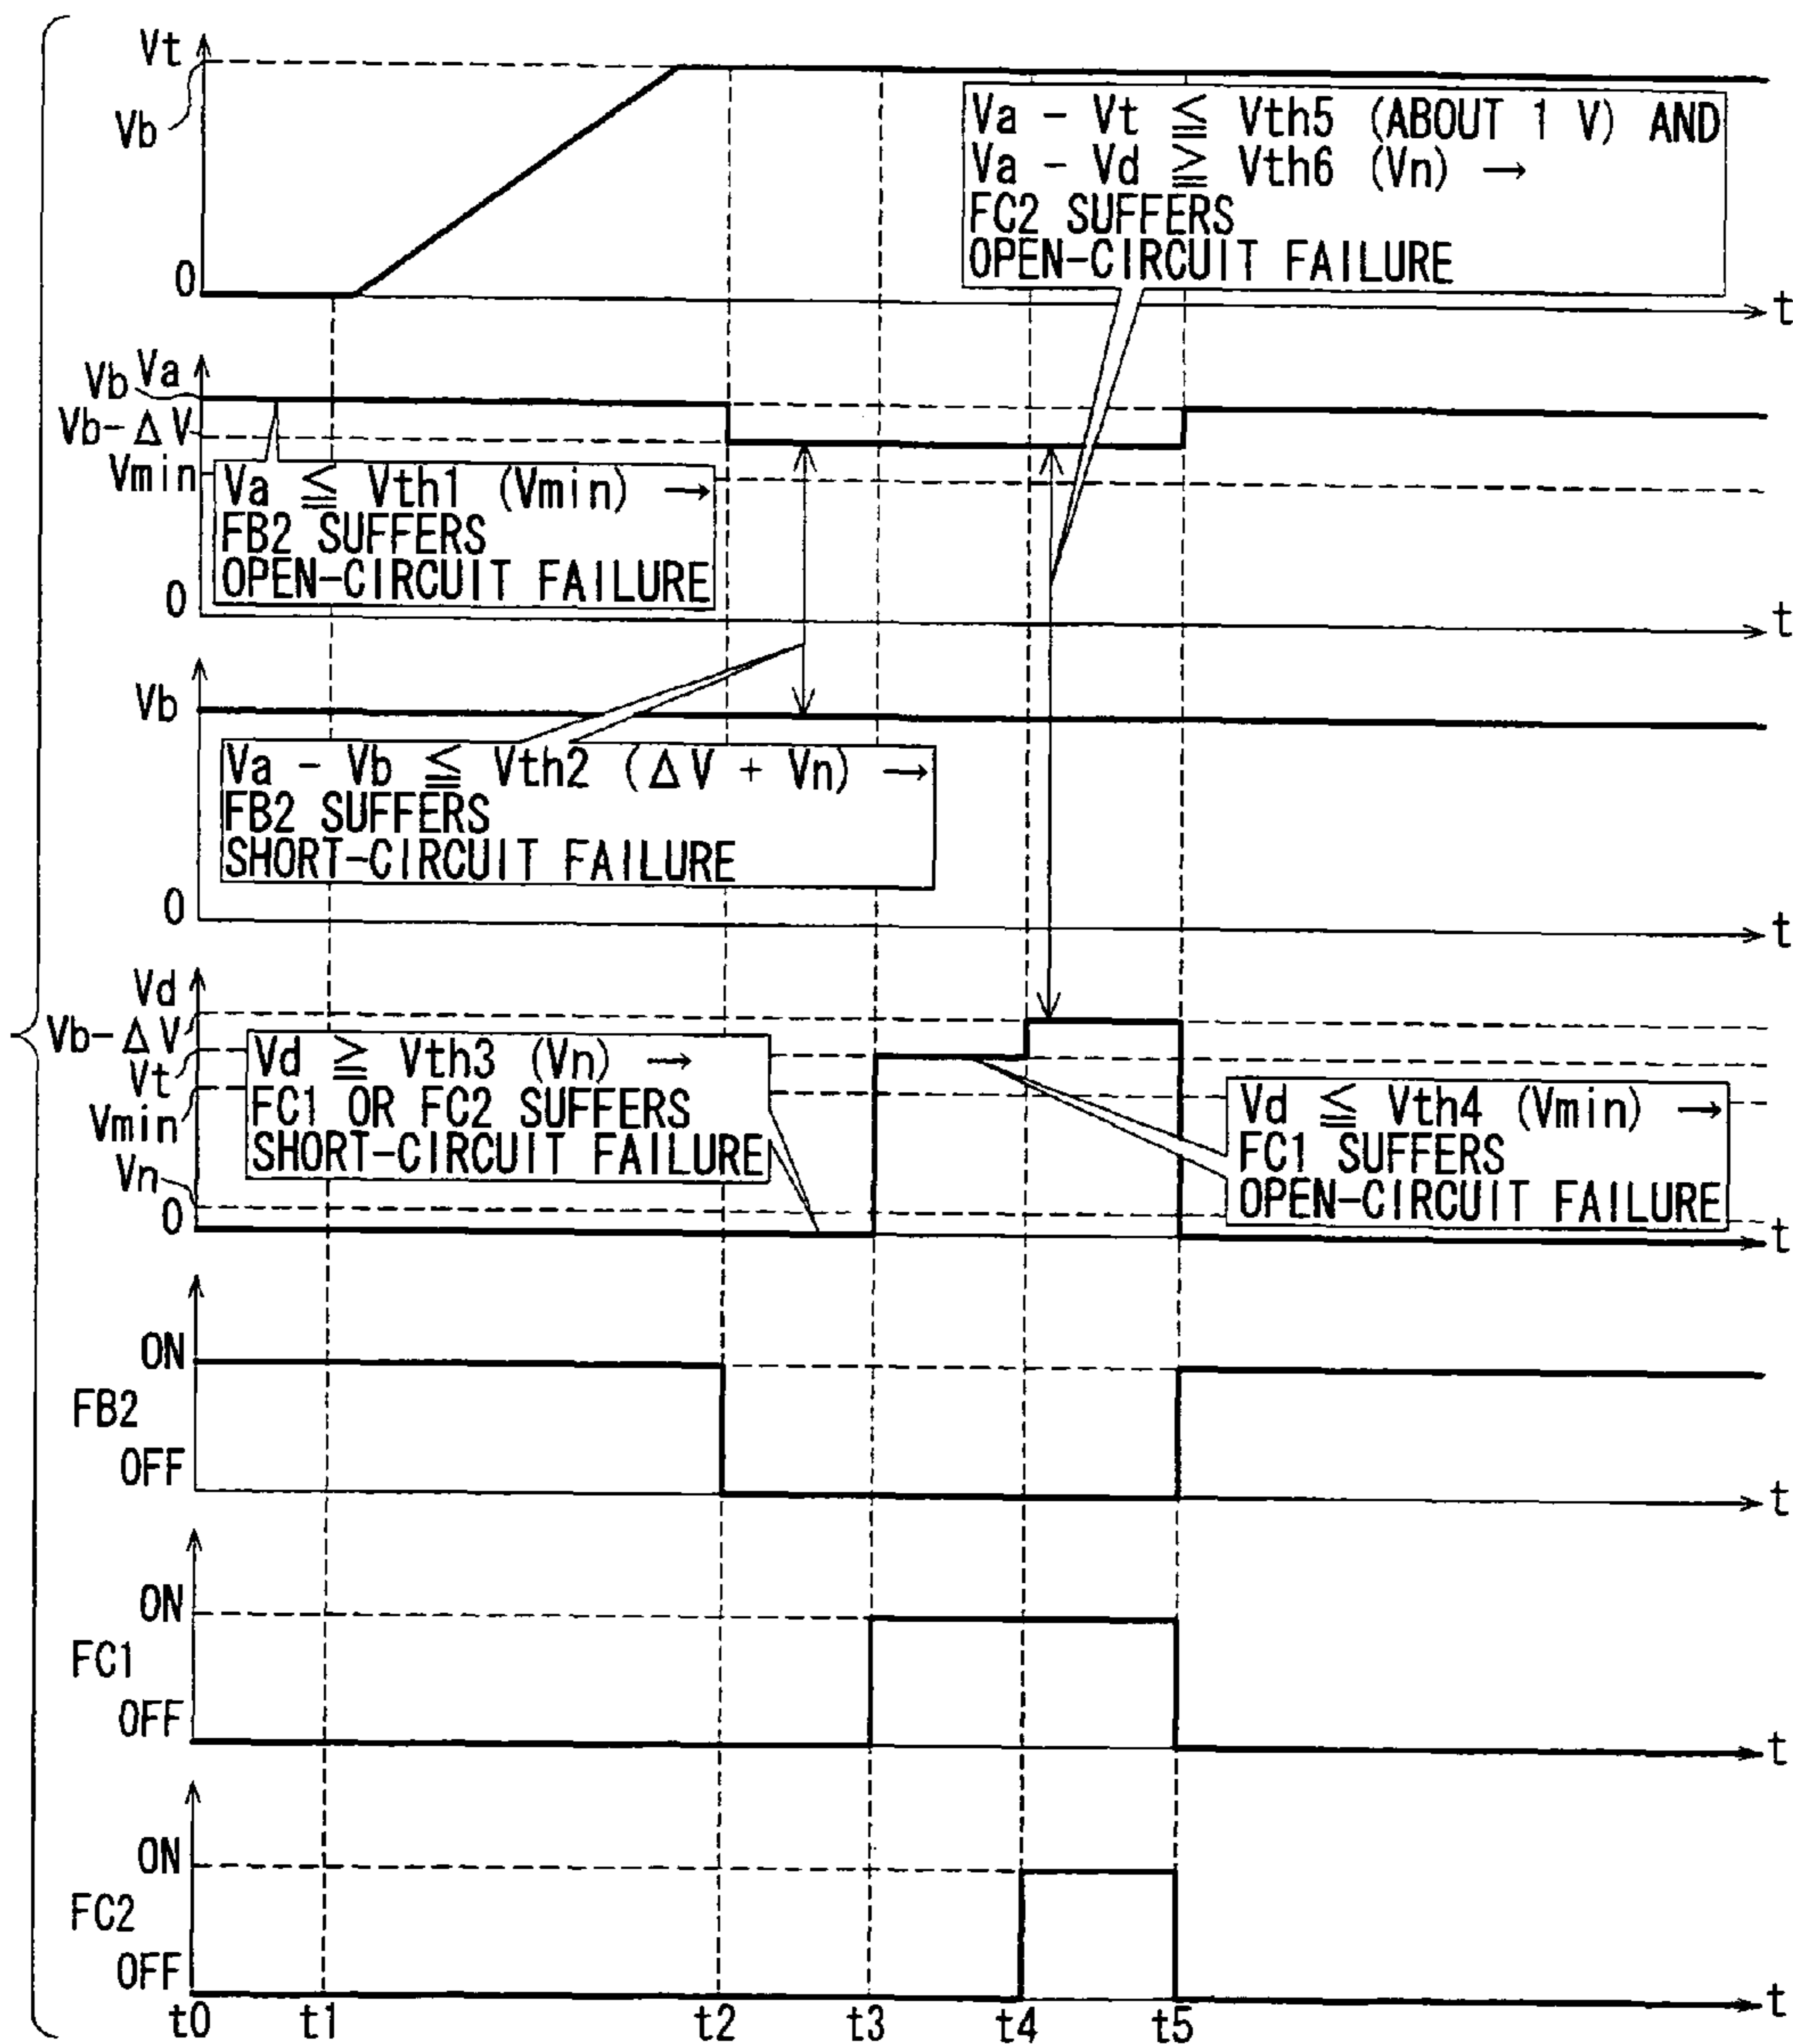 Vt
Vb
0
t
Va - Vt ≦ Vth5 (ABOUT 1 V) AND
Va - Vd ≧ Vth6 (Vn) →
FC2 SUFFERS
OPEN-CIRCUIT FAILURE
Va
Vb
Vb-ΔV
Vmin
0
t
Va ≦ Vth1 (Vmin) →
FB2 SUFFERS
OPEN-CIRCUIT FAILURE
Vb
0
t
Va - Vb ≦ Vth2 (ΔV + Vn) →
FB2 SUFFERS
SHORT-CIRCUIT FAILURE
Vd
Vb-ΔV
Vt
Vmin
Vn
0
t
Vd ≧ Vth3 (Vn) →
FC1 OR FC2 SUFFERS
SHORT-CIRCUIT FAILURE
Vd ≦ Vth4 (Vmin) →
FC1 SUFFERS
OPEN-CIRCUIT FAILURE
ON
FB2
OFF
t
ON
FC1
OFF
t
ON
FC2
OFF
t
t0 t1 t2 t3 t4 t5